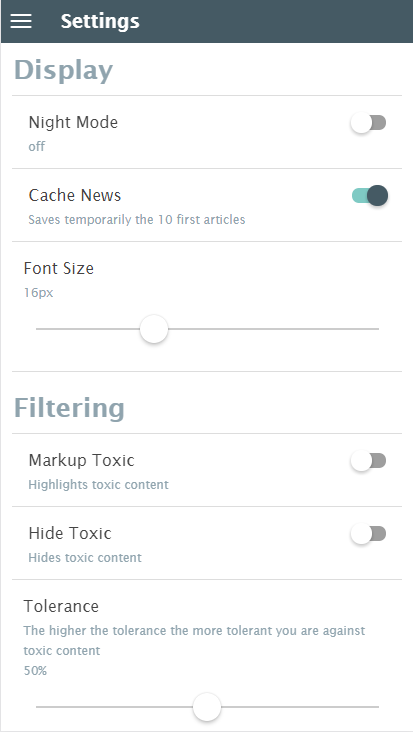 Settings
Display
Night Mode
off
Cache News
Saves temporarily the 10 first articles
Font Size
16px
Filtering
Markup Toxic
Highlights toxic content
Hide Toxic
Hides toxic content
Tolerance
The higher the tolerance the more tolerant you are against
toxic content
50%